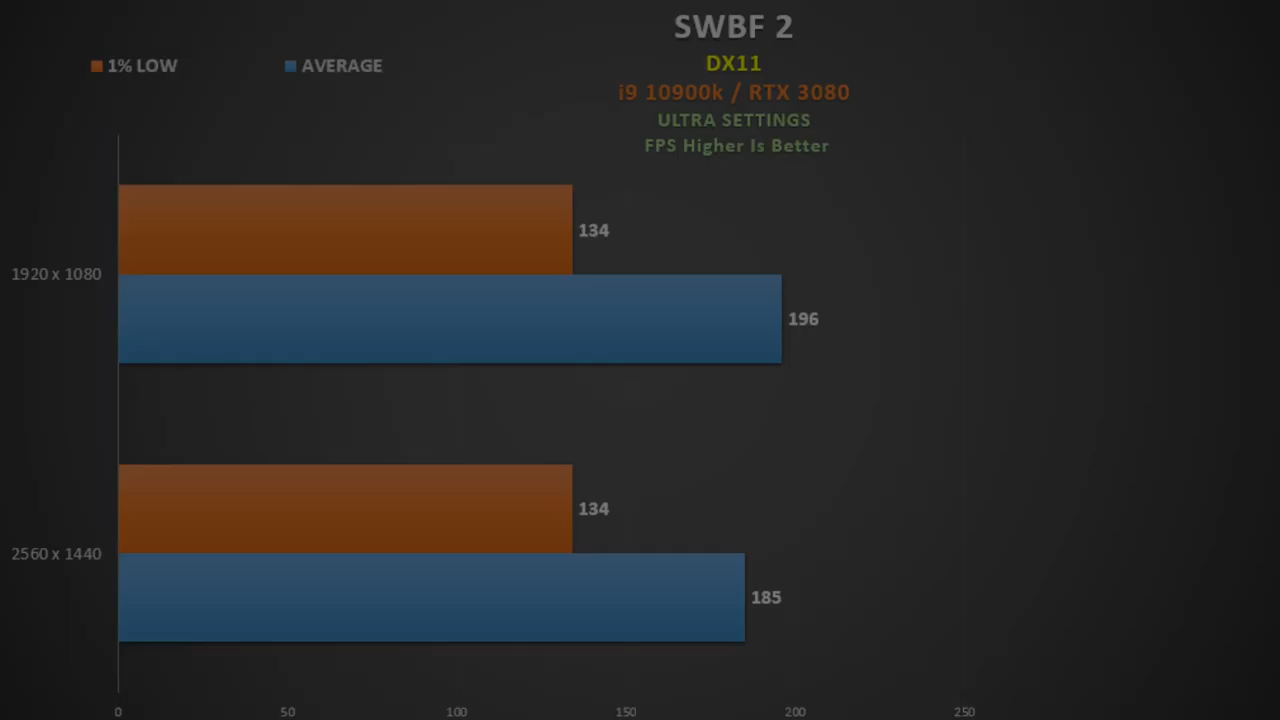 SWBF 2
DX11
i9 10900k / RTX 3080
ULTRA SETTINGS
FPS Higher Is Better
1% LOW AVERAGE
134
1920 x 1080
196
134
2560 x 1440
185
0 50 100 150 200 250